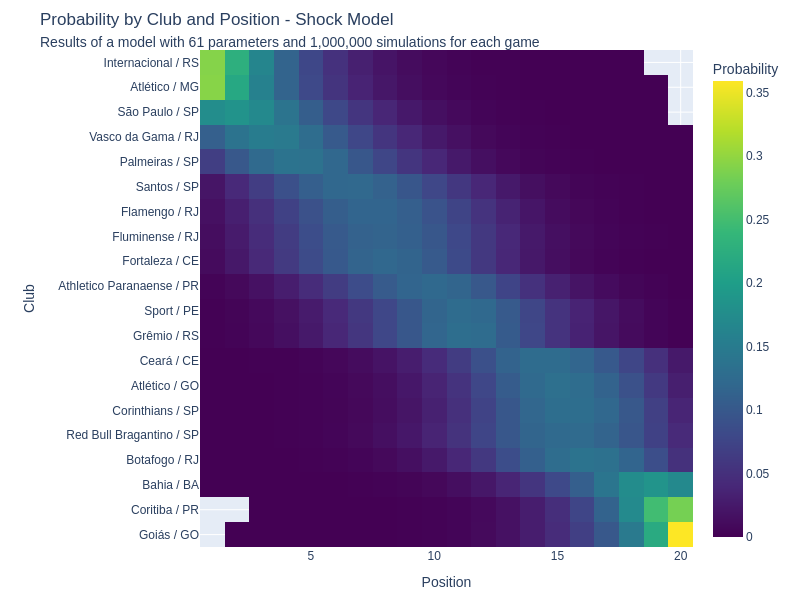 Probability by Club and Position - Shock Model
Results of a model with 61 parameters and 1,000,000 simulations for each game
Internacional / RS
Atlético / MG
São Paulo / SP
Vasco da Gama / RJ
Palmeiras / SP
Santos / SP
Flamengo / RJ
Fluminense / RJ
Fortaleza / CE
Athletico Paranaense / PR
Sport / PE
Grêmio / RS
Ceará / CE
Atlético / GO
Corinthians / SP
Red Bull Bragantino / SP
Botafogo / RJ
Bahia / BA
Coritiba / PR
Goiás / GO
Club
5
10
15
20
Position
Probability
0.35
0.3
0.25
0.2
0.15
0.1
0.05
0